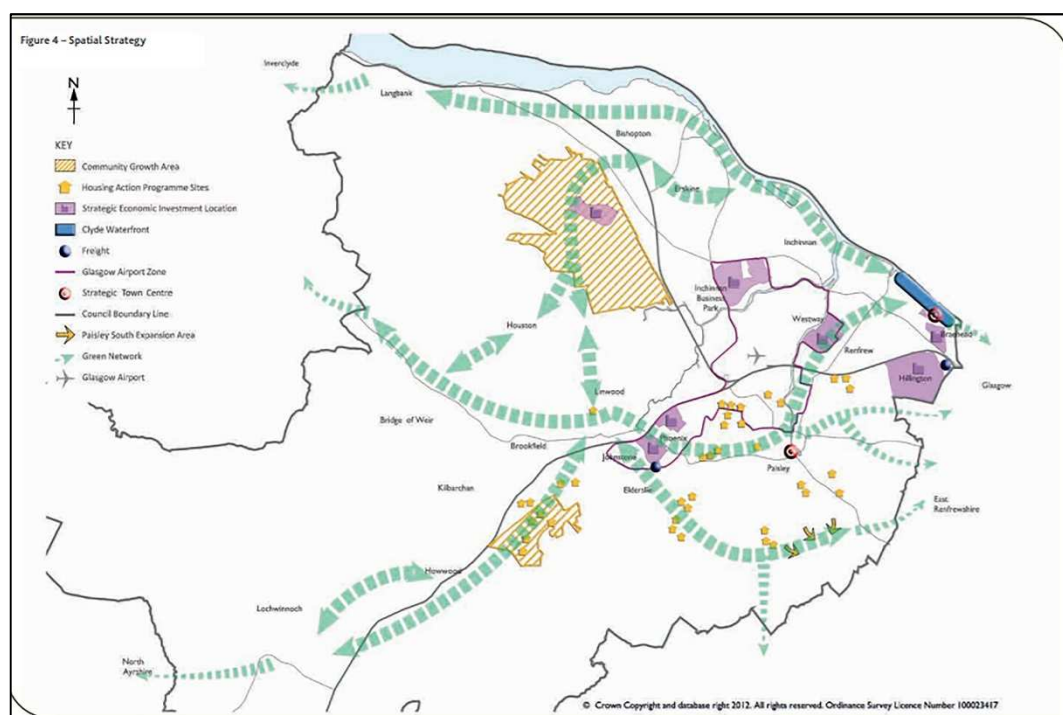 Figure 4 – Spatial Strategy
N
KEY
Community Growth Area
Housing Action Programme Sites
Strategic Economic Investment Location
Clyde Waterfront
Freight
Glasgow Airport Zone
Strategic Town Centre
Council Boundary Line
Paisley South Expansion Area
Green Network
Glasgow Airport
Inverclyde
Langbank
Bishopton
Erskine
Inchinnan
Inchinnan
Business
Park
Westway
Braehead
Renfrew
Hillington
Glasgow
Houston
Linwood
Bridge of Weir
Brookfield
Phoenix
Johnstone
Paisley
Elderslie
Kilbarchan
East
Renfrewshire
Howwood
Lochwinnoch
North
Ayrshire
© Crown Copyright and database right 2012. All rights reserved. Ordinance Survey Licence Number 100023417